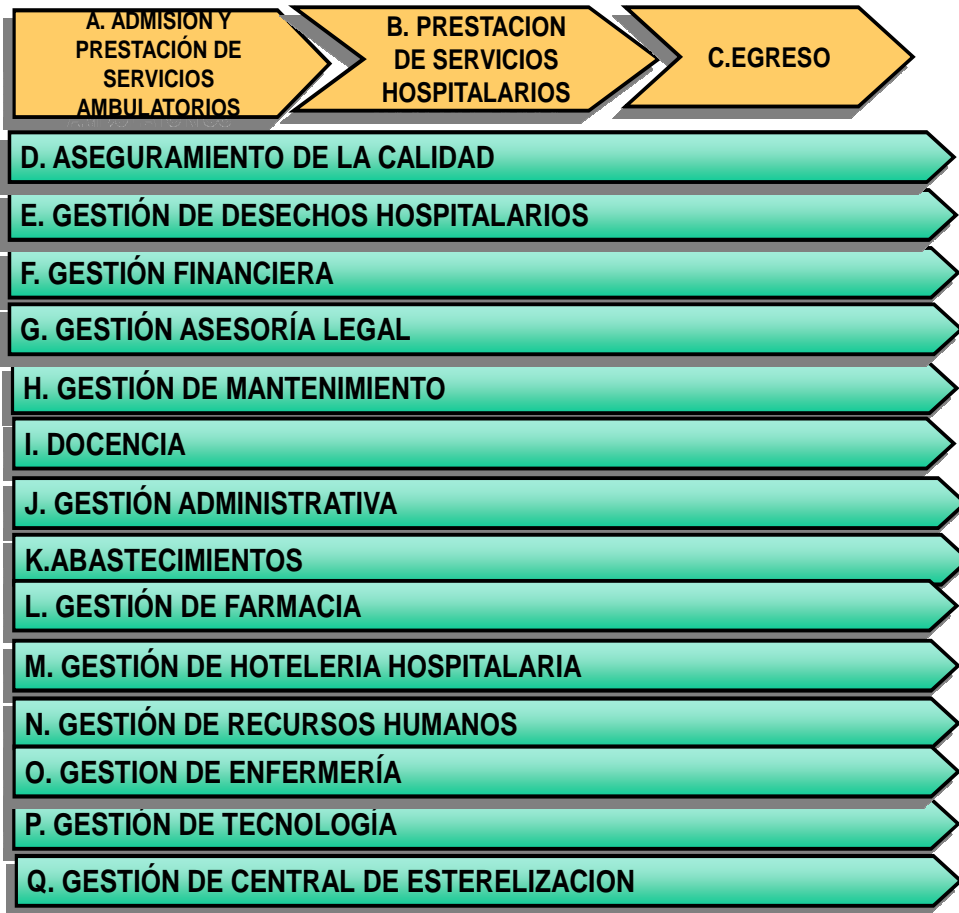 A. ADMISIÓN Y
PRESTACIÓN DE
SERVICIOS
AMBULATORIOS
B. PRESTACION
DE SERVICIOS
HOSPITALARIOS
C.EGRESO
D. ASEGURAMIENTO DE LA CALIDAD
E. GESTIÓN DE DESECHOS HOSPITALARIOS
F. GESTIÓN FINANCIERA
G. GESTIÓN ASESORÍA LEGAL
H. GESTIÓN DE MANTENIMIENTO
I. DOCENCIA
J. GESTIÓN ADMINISTRATIVA
K.ABASTECIMIENTOS
L. GESTIÓN DE FARMACIA
M. GESTIÓN DE HOTELERIA HOSPITALARIA
N. GESTIÓN DE RECURSOS HUMANOS
O. GESTION DE ENFERMERÍA
P. GESTIÓN DE TECNOLOGÍA
Q. GESTIÓN DE CENTRAL DE ESTERELIZACION